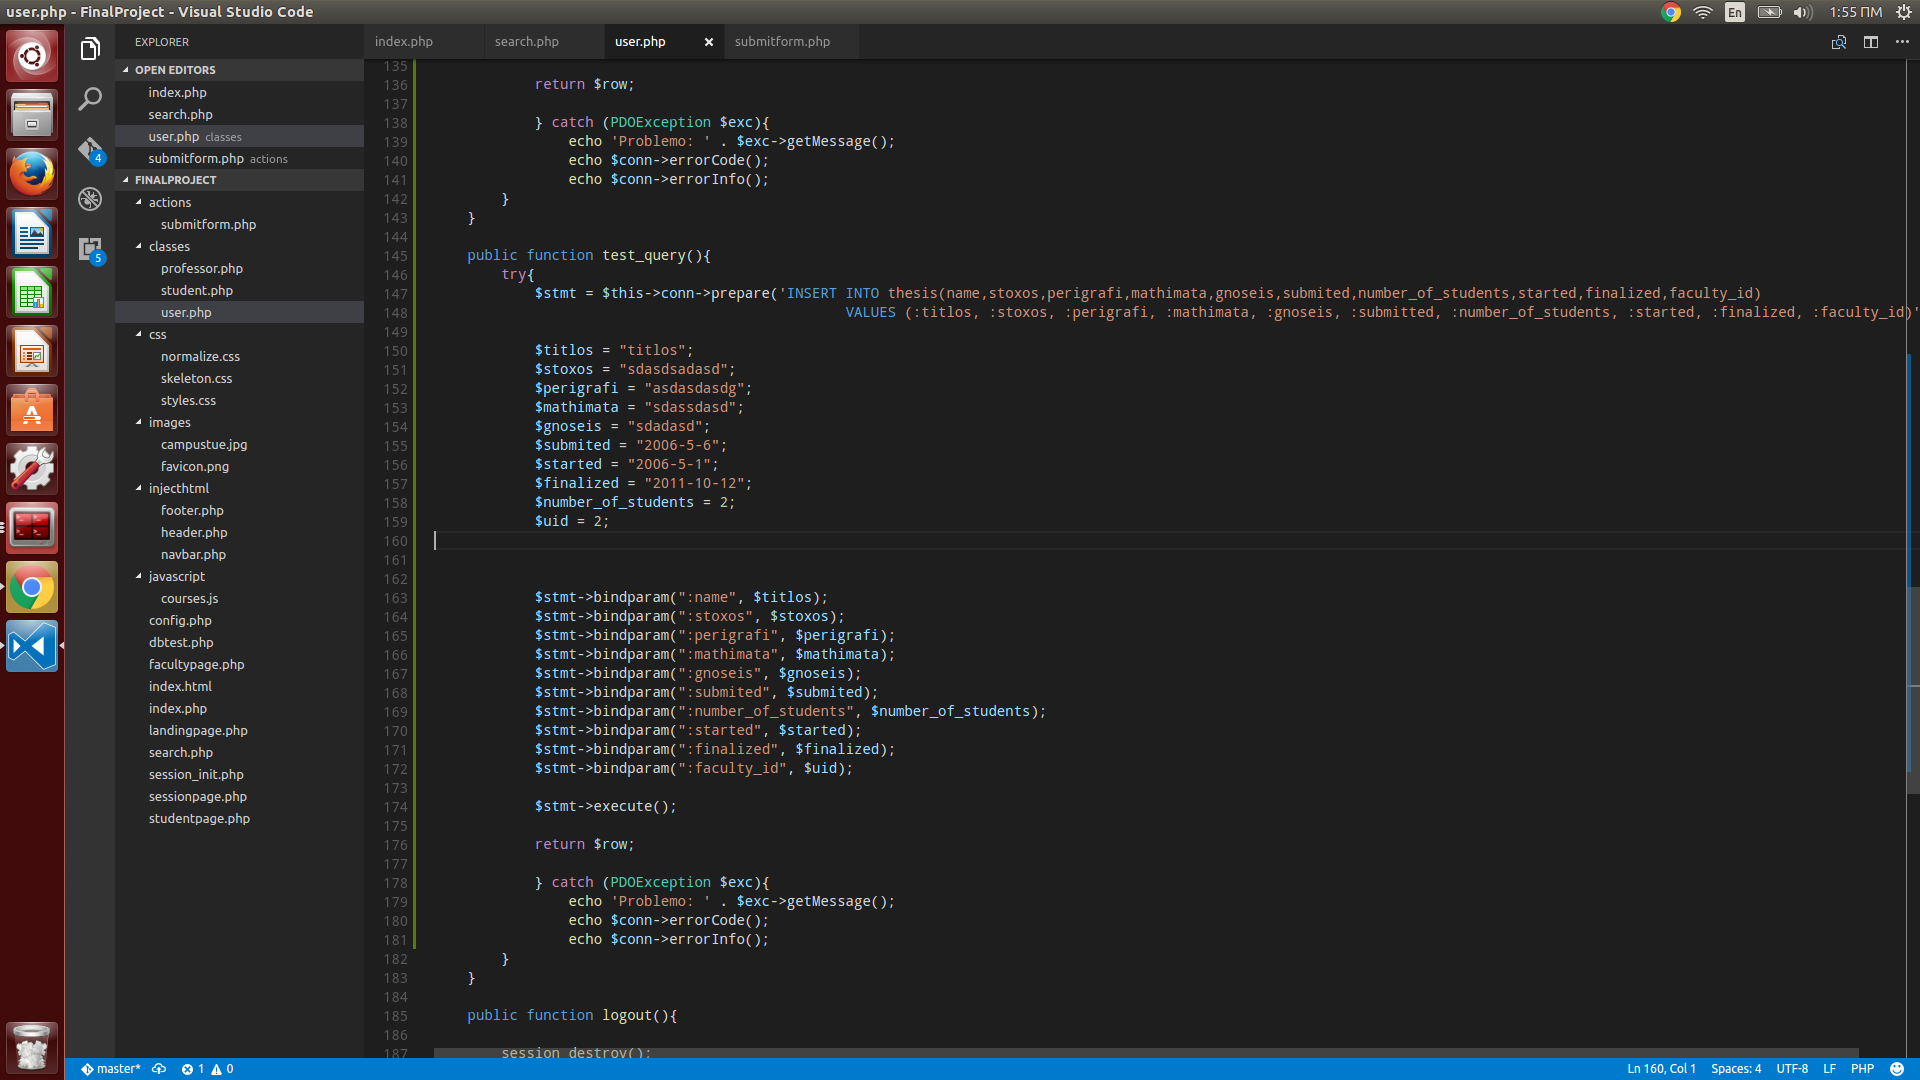 user.php - FinalProject - Visual Studio Code
En
1:55 ΠΜ
EXPLORER
index.php
search.php
user.php
submitform.php
OPEN EDITORS
index.php
search.php
user.php classes
submitform.php actions
FINALPROJECT
actions
submitform.php
classes
professor.php
student.php
user.php
css
normalize.css
skeleton.css
styles.css
images
campustue.jpg
favicon.png
injecthtml
footer.php
header.php
navbar.php
javascript
courses.js
config.php
dbtest.php
facultypage.php
index.html
index.php
landingpage.php
search.php
session_init.php
sessionpage.php
studentpage.php
4
5
135
136 return $row;
137
138 } catch (PDOException $exc){
139 echo 'Problemo: ' . $exc->getMessage();
140 echo $conn->errorCode();
141 echo $conn->errorInfo();
142 }
143 }
144
145 public function test_query(){
146 try{
147 $stmt = $this->conn->prepare('INSERT INTO thesis(name,stoxos,perigrafi,mathimata,gnoseis,submited,number_of_students,started,finalized,faculty_id)
148 VALUES (:titlos, :stoxos, :perigrafi, :mathimata, :gnoseis, :submitted, :number_of_students, :started, :finalized, :faculty_id)'
149
150 $titlos = "titlos";
151 $stoxos = "sdasdsadasd";
152 $perigrafi = "asdasdasdg";
153 $mathimata = "sdassdasd";
154 $gnoseis = "sdadasd";
155 $submited = "2006-5-6";
156 $started = "2006-5-1";
157 $finalized = "2011-10-12";
158 $number_of_students = 2;
159 $uid = 2;
160
161
162
163 $stmt->bindparam(":name", $titlos);
164 $stmt->bindparam(":stoxos", $stoxos);
165 $stmt->bindparam(":perigrafi", $perigrafi);
166 $stmt->bindparam(":mathimata", $mathimata);
167 $stmt->bindparam(":gnoseis", $gnoseis);
168 $stmt->bindparam(":submited", $submited);
169 $stmt->bindparam(":number_of_students", $number_of_students);
170 $stmt->bindparam(":started", $started);
171 $stmt->bindparam(":finalized", $finalized);
172 $stmt->bindparam(":faculty_id", $uid);
173
174 $stmt->execute();
175
176 return $row;
177
178 } catch (PDOException $exc){
179 echo 'Problemo: ' . $exc->getMessage();
180 echo $conn->errorCode();
181 echo $conn->errorInfo();
182 }
183 }
184
185 public function logout(){
186
187 session_destroy();
master* 1 0
Ln 160, Col 1 Spaces: 4 UTF-8 LF PHP